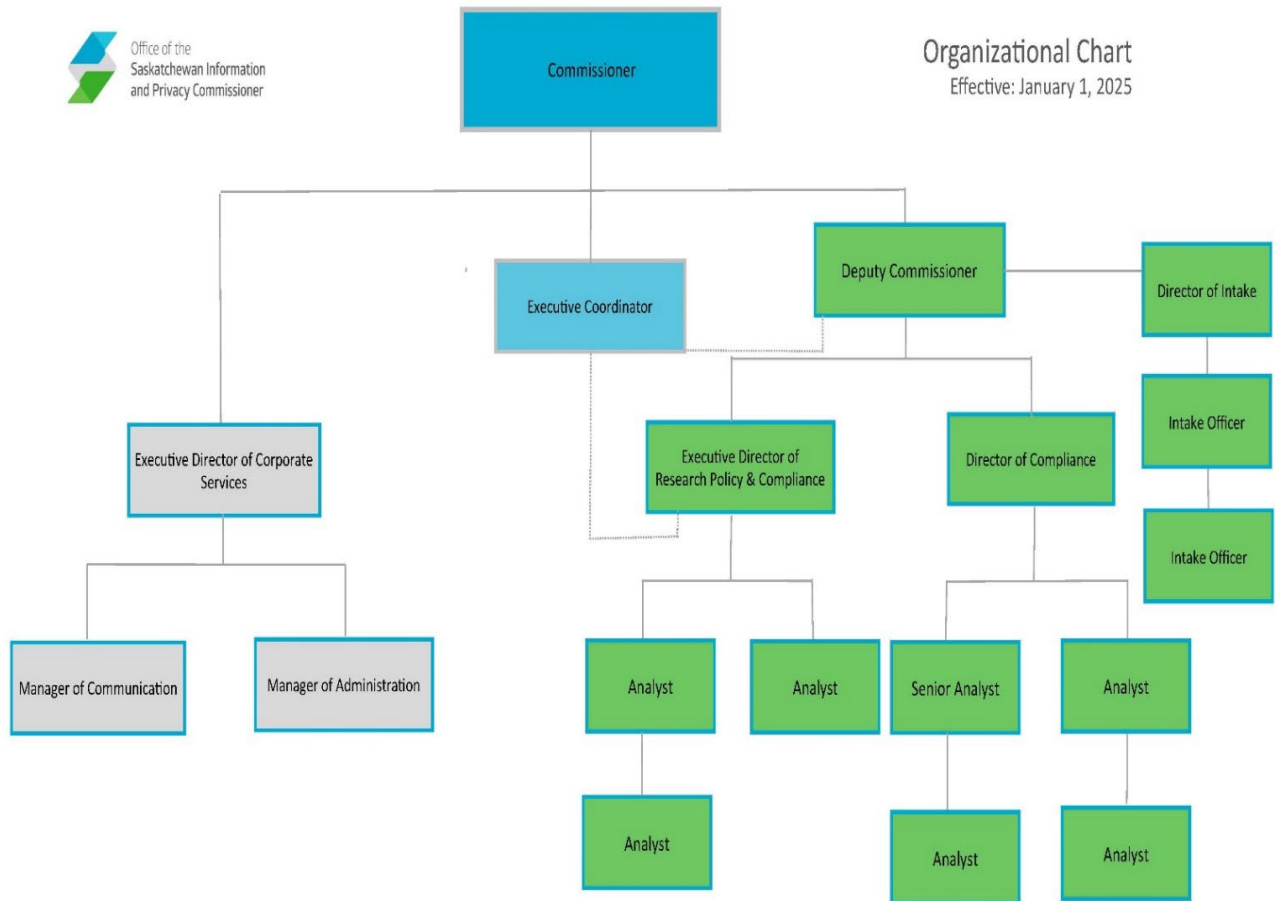 Office of the
Saskatchewan Information
and Privacy Commissioner
Organizational Chart
Effective: January 1, 2025
Commissioner
Deputy Commissioner
Director of Intake
Executive Coordinator
Intake Officer
Executive Director of Corporate
Services
Executive Director of
Research Policy & Compliance
Director of Compliance
Intake Officer
Manager of Communication
Manager of Administration
Analyst
Analyst
Senior Analyst
Analyst
Analyst
Analyst
Analyst